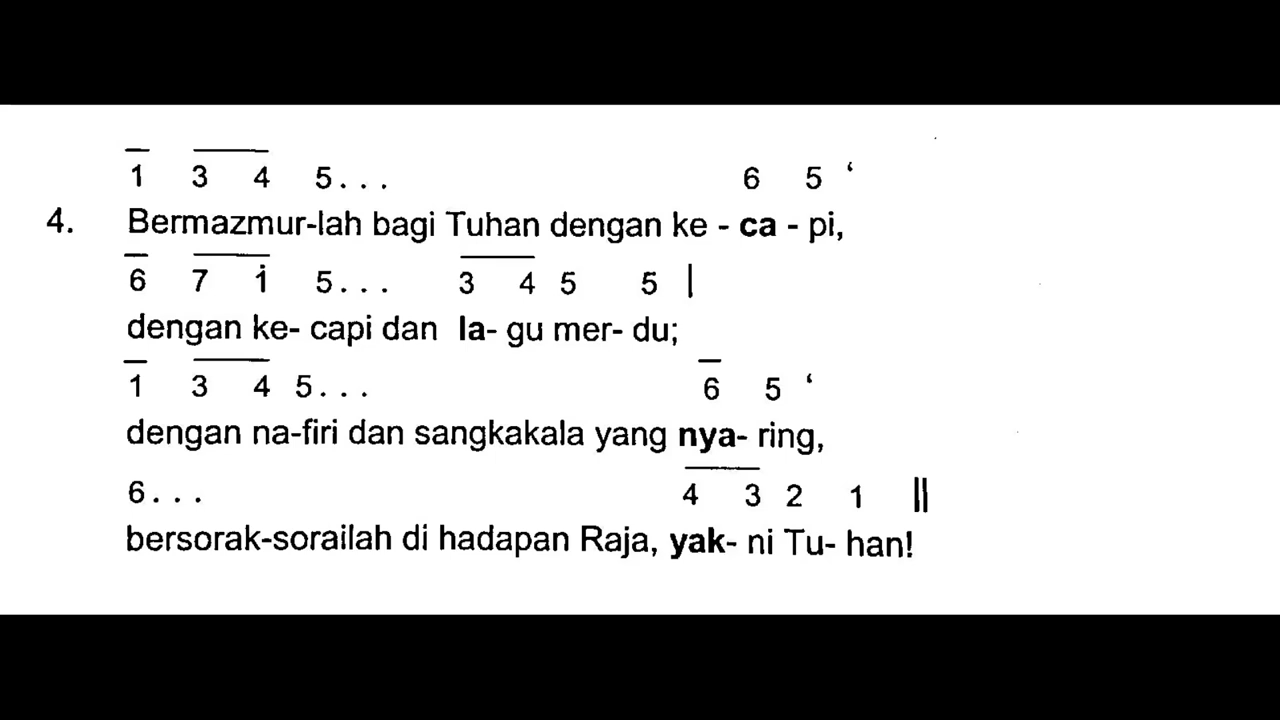 1 3 4 5... 6 5 ‘
4. Bermazmur-lah bagi Tuhan dengan ke - ca - pi,
6 7 i 5... 3 4 5 5 |
dengan ke- capi dan la- gu mer- du;
1 3 4 5... 6 5 ‘
dengan na-firi dan sangkakala yang nya- ring,
6... 4 3 2 1 ||
bersorak-sorailah di hadapan Raja, yak- ni Tu- han!